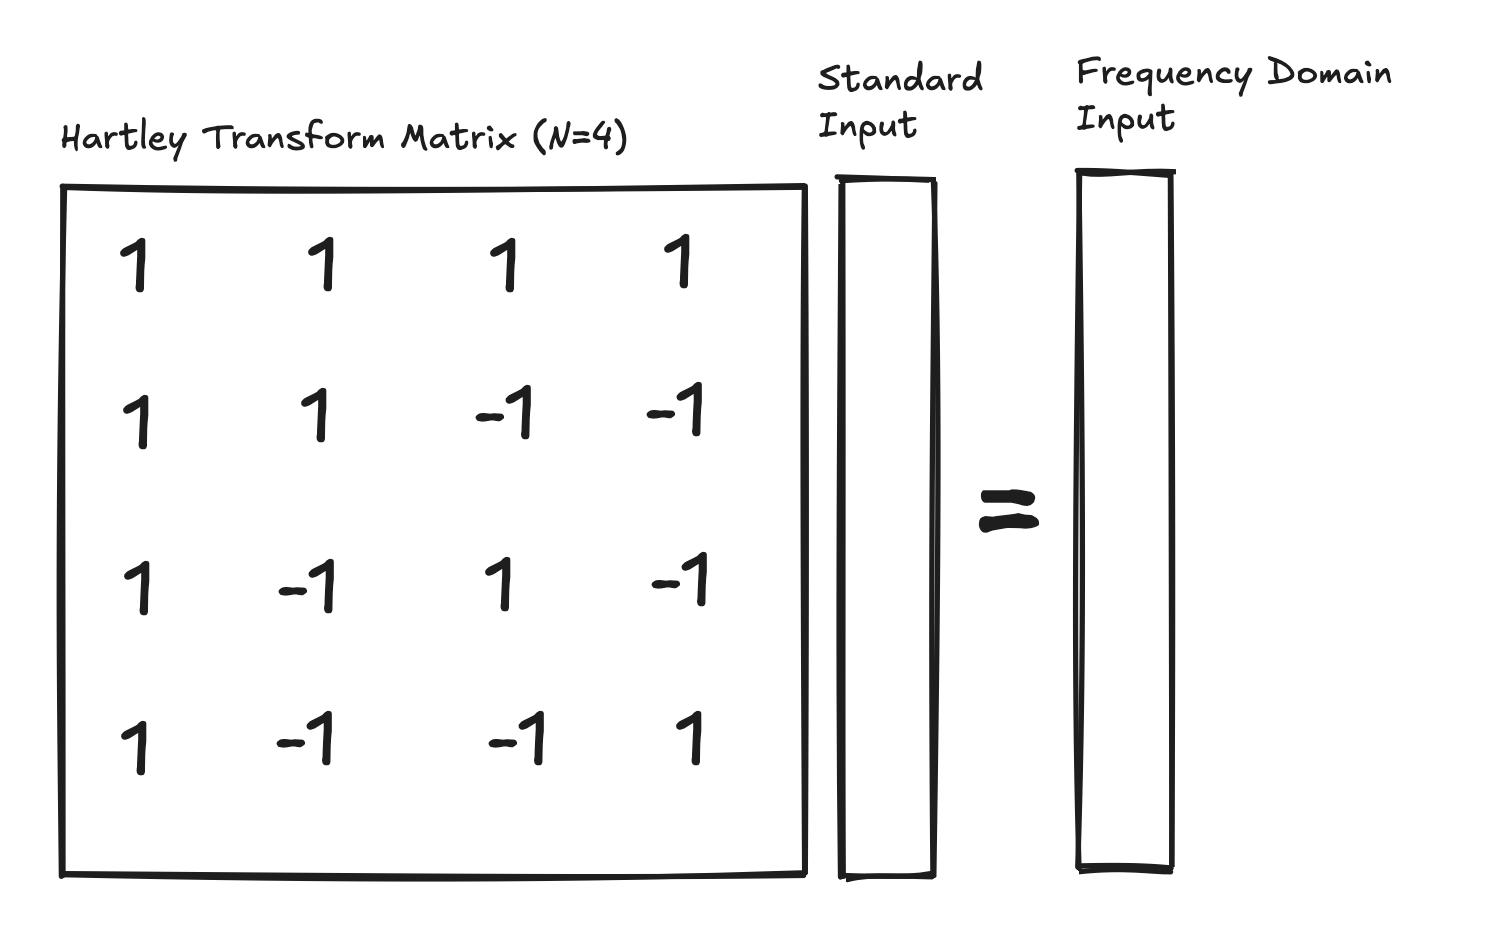 Standard
Input
Frequency Domain
Input
Hartley Transform Matrix (N=4)
1 1 1 1
1 1 -1 -1
=
1 -1 1 -1
1 -1 -1 1